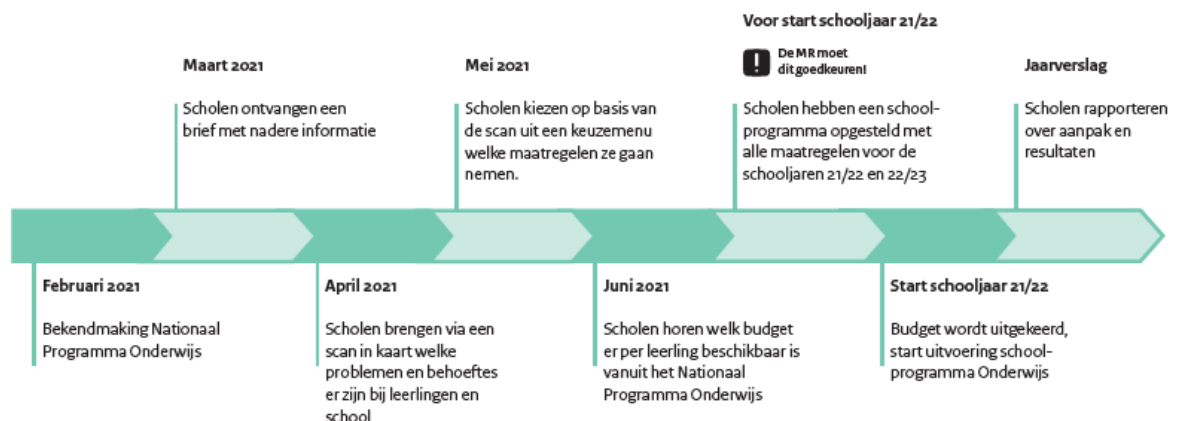 Voor start schooljaar 21/22
De MR moet
dit goedkeuren!
Maart 2021
Scholen ontvangen een
brief met nadere informatie
Mei 2021
Scholen kiezen op basis van
de scan uit een keuzemenu
welke maatregelen ze gaan
nemen.
Scholen hebben een school-
programma opgesteld met
alle maatregelen voor de
schooljaren 21/22 en 22/23
Jaarverslag
Scholen rapporteren
over aanpak en
resultaten
Februari 2021
Bekendmaking Nationaal
Programma Onderwijs
April 2021
Scholen brengen via een
scan in kaart welke
problemen en behoeftes
er zijn bij leerlingen en
school
Juni 2021
Scholen horen welk budget
er per leerling beschikbaar is
vanuit het Nationaal
Programma Onderwijs
Start schooljaar 21/22
Budget wordt uitgekeerd,
start uitvoering school-
programma Onderwijs